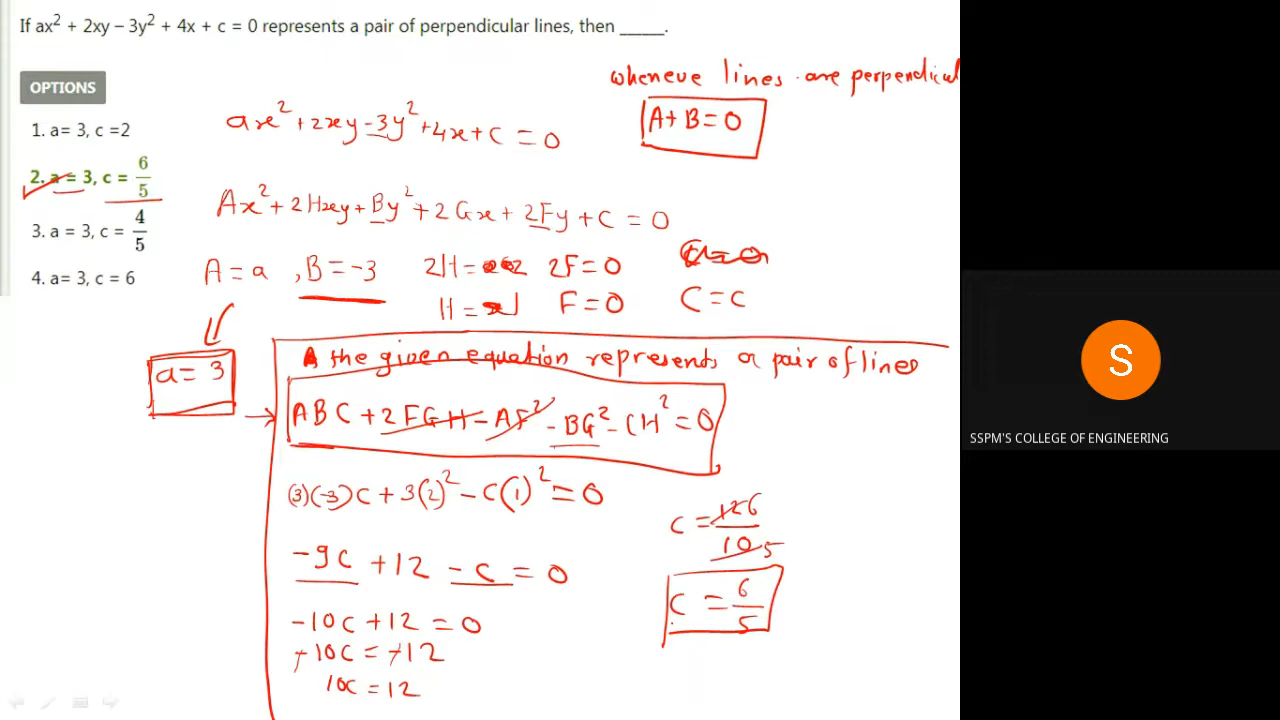 If ax² + 2xy – 3y² + 4x + c = 0 represents a pair of perpendicular lines, then _____.
OPTIONS
1. a= 3, c =2
2. a = 3, c = 6/5
3. a = 3, c = 4/5
4. a= 3, c = 6
wheneve lines are perpendicul
A+B=0
ax²+2xy-3y²+4x+c=0
Ax²+2Hxy+By²+2Gx+2Fy+C=0
A=a, B=-3 2H=2 2F=0
H=1 F=0 C=c
a=3
the given equation represents a pair of lines
ABC+2FGH-AF²-BG²-CH²=0
(3)(-3)C+3(2)²-C(1)²=0
-9C+12-C=0
-10C+12=0
-10C=-12
10C=12
C=12 6/10 5
C=6/5
S
SSPM'S COLLEGE OF ENGINEERING